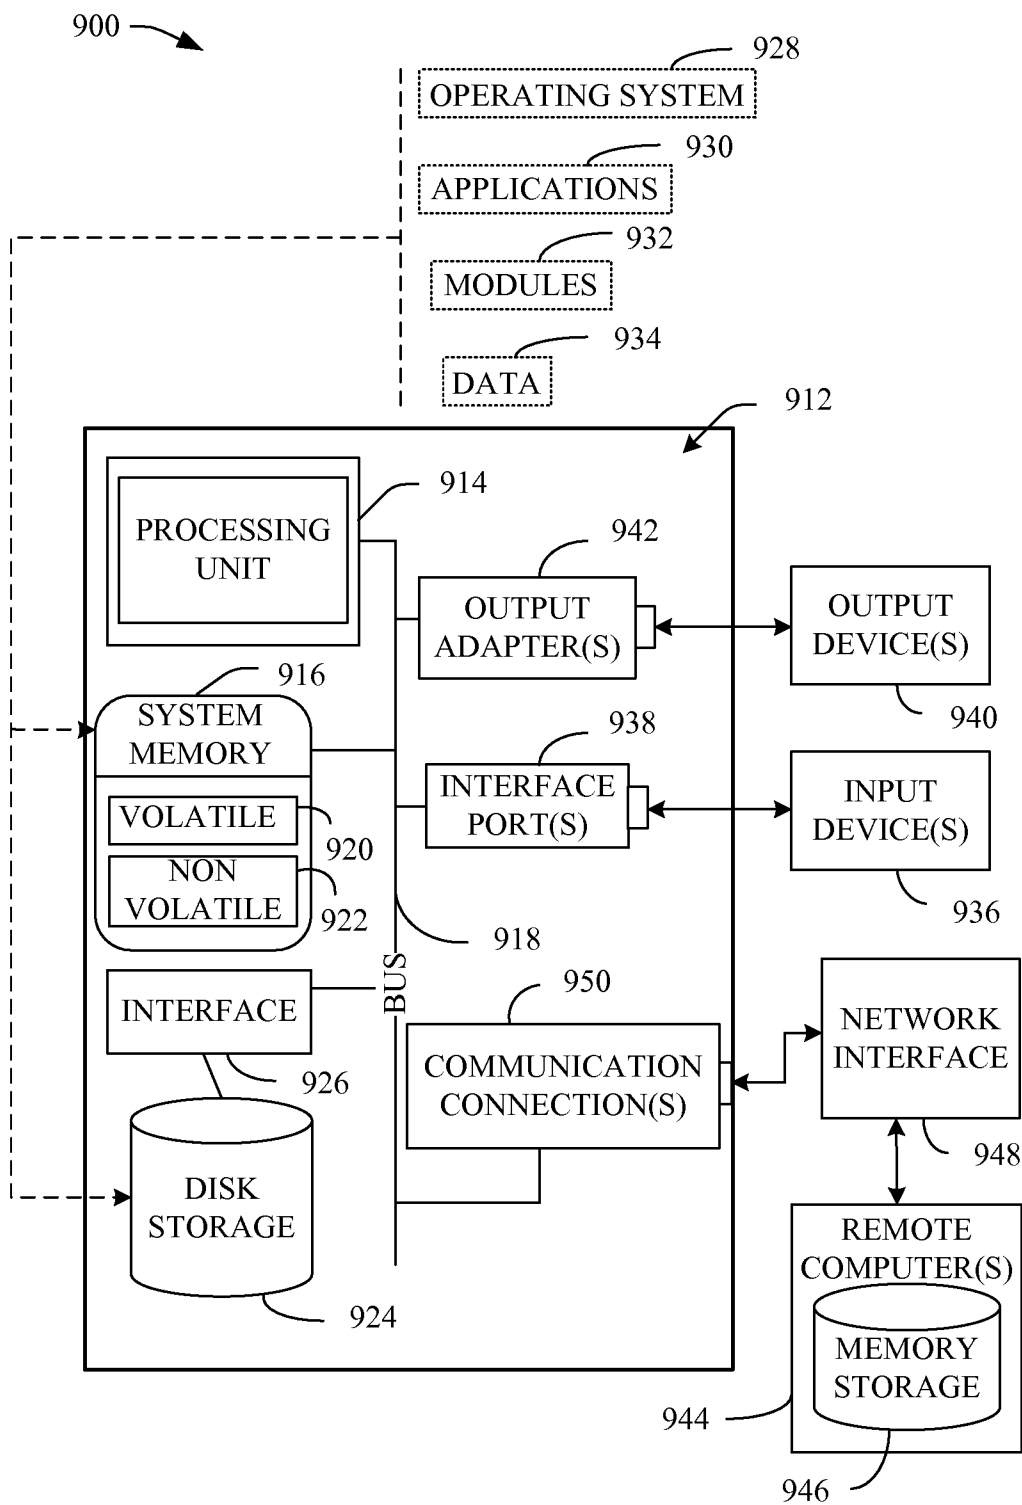 900
928
OPERATING SYSTEM
930
APPLICATIONS
932
MODULES
934
DATA
912
914
PROCESSING
UNIT
942
OUTPUT
ADAPTER(S)
OUTPUT
DEVICE(S)
940
916
SYSTEM
MEMORY
938
INTERFACE
PORT(S)
INPUT
DEVICE(S)
936
VOLATILE
920
NON
VOLATILE
922
918
BUS
INTERFACE
926
950
COMMUNICATION
CONNECTION(S)
NETWORK
INTERFACE
948
DISK
STORAGE
924
REMOTE
COMPUTER(S)
MEMORY
STORAGE
944
946